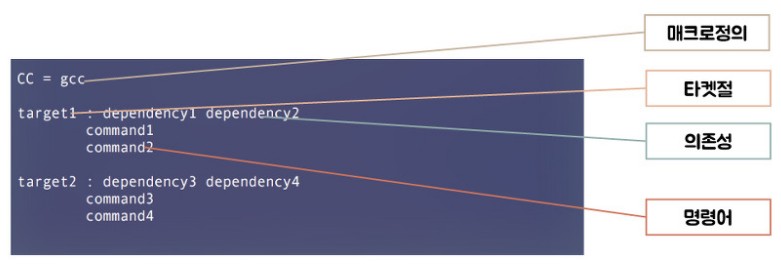 CC = gcc
target1 : dependency1 dependency2
command1
command2
target2 : dependency3 dependency4
command3
command4
매크로정의
타켓절
의존성
명령어